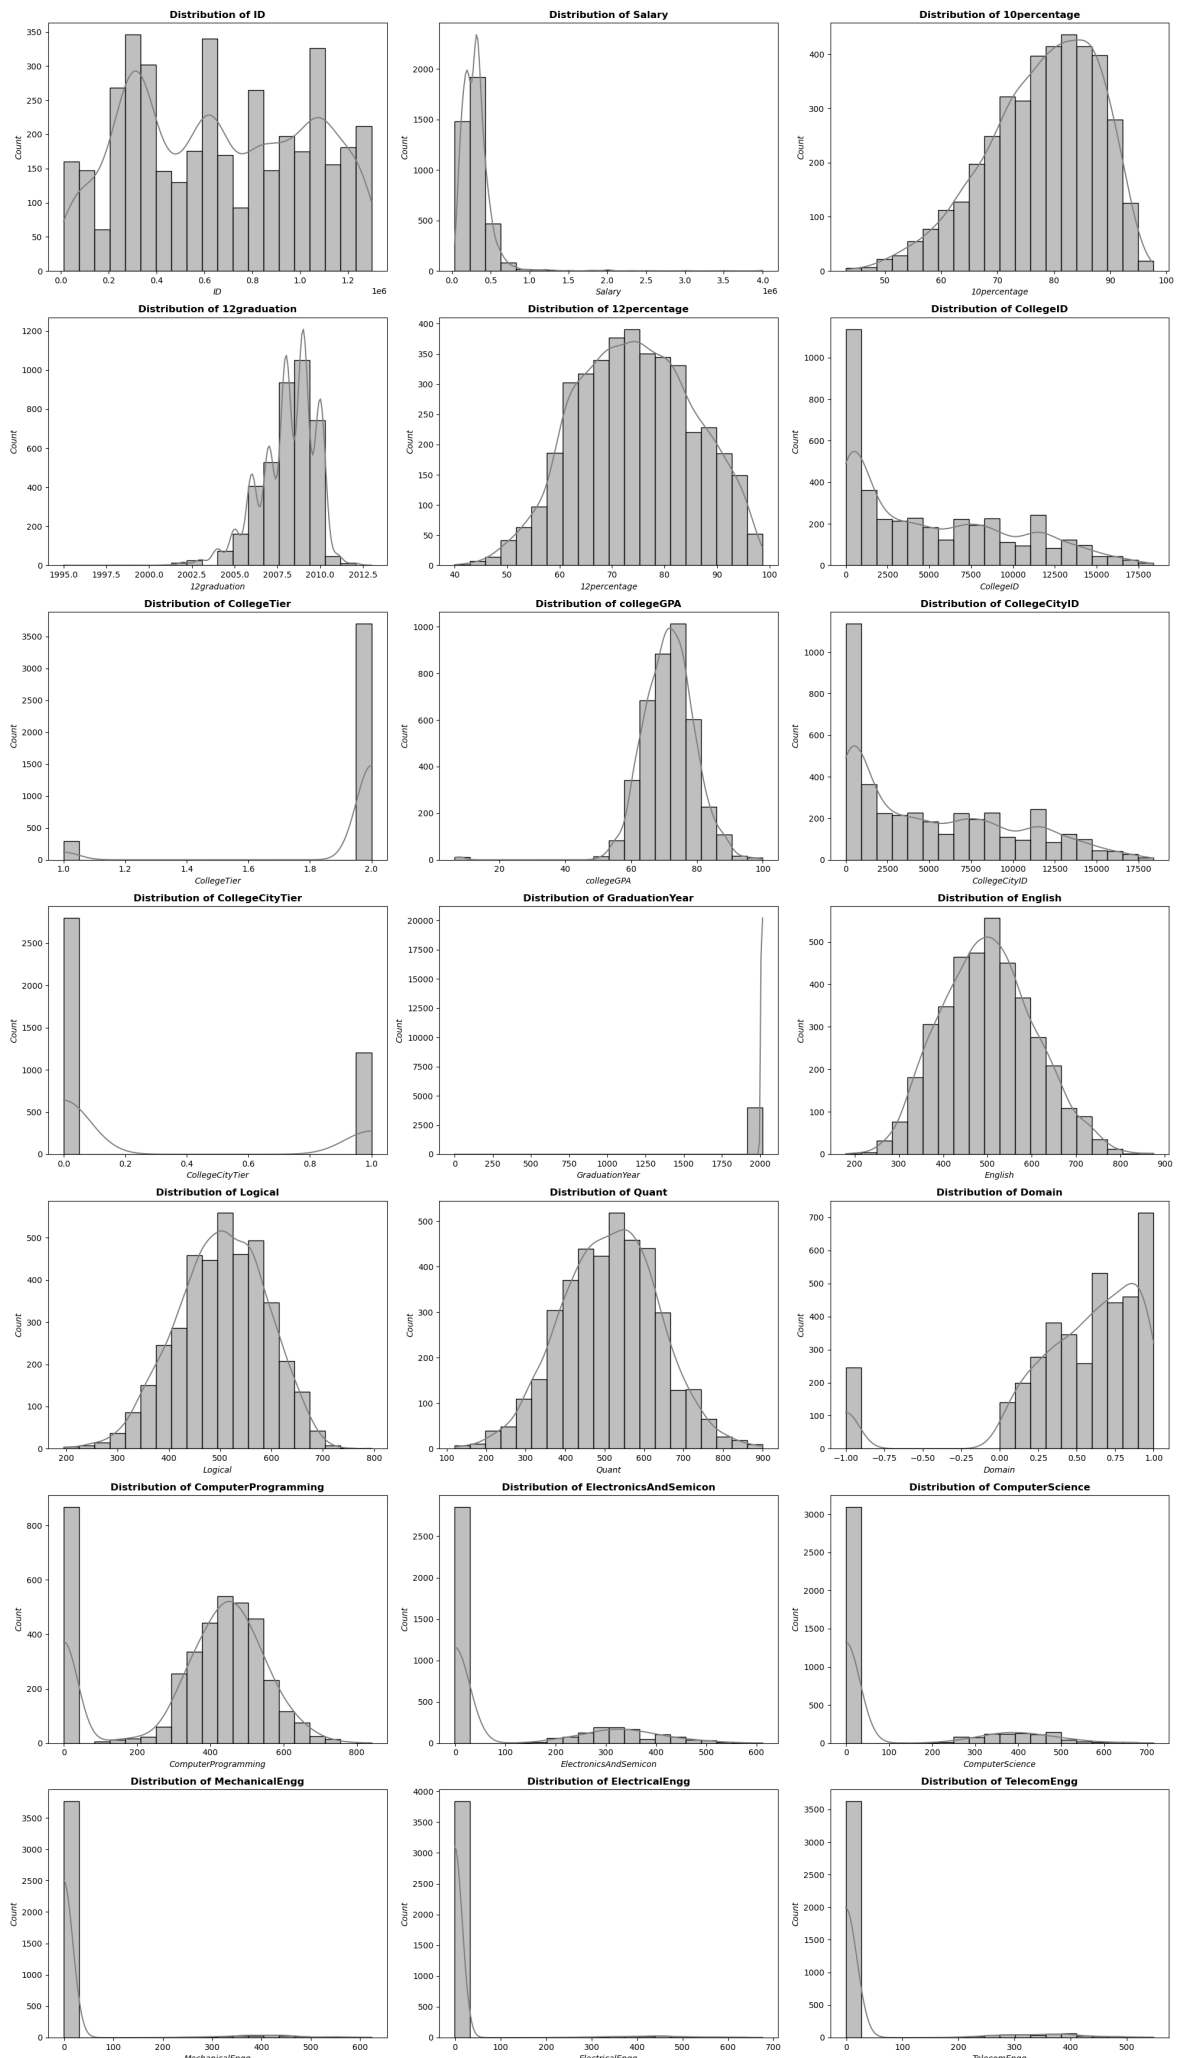 Distribution of ID
350
300
250
200
150
100
50
0
Count
0.0 0.2 0.4 0.6 0.8 1.0 1.2
1e6
ID
Distribution of Salary
2000
1500
1000
500
0
Count
0.0 0.5 1.0 1.5 2.0 2.5 3.0 3.5 4.0
1e6
Salary
Distribution of 10percentage
400
300
200
100
0
Count
50 60 70 80 90 100
10percentage
Distribution of 12graduation
1200
1000
800
600
400
200
0
Count
1995.0 1997.5 2000.0 2002.5 2005.0 2007.5 2010.0 2012.5
12graduation
Distribution of 12percentage
400
350
300
250
200
150
100
50
0
Count
40 50 60 70 80 90 100
12percentage
Distribution of CollegeID
1000
800
600
400
200
0
Count
0 2500 5000 7500 10000 12500 15000 17500
CollegeID
Distribution of CollegeTier
3500
3000
2500
2000
1500
1000
500
0
Count
1.0 1.2 1.4 1.6 1.8 2.0
CollegeTier
Distribution of collegeGPA
1000
800
600
400
200
0
Count
20 40 60 80 100
collegeGPA
Distribution of CollegeCityID
1000
800
600
400
200
0
Count
0 2500 5000 7500 10000 12500 15000 17500
CollegeCityID
Distribution of CollegeCityTier
2500
2000
1500
1000
500
0
Count
0.0 0.2 0.4 0.6 0.8 1.0
CollegeCityTier
Distribution of GraduationYear
20000
17500
15000
12500
10000
7500
5000
2500
0
Count
0 250 500 750 1000 1250 1500 1750 2000
GraduationYear
Distribution of English
500
400
300
200
100
0
Count
200 300 400 500 600 700 800 900
English
Distribution of Logical
500
400
300
200
100
0
Count
200 300 400 500 600 700 800
Logical
Distribution of Quant
500
400
300
200
100
0
Count
100 200 300 400 500 600 700 800 900
Quant
Distribution of Domain
700
600
500
400
300
200
100
0
Count
−1.00 −0.75 −0.50 −0.25 0.00 0.25 0.50 0.75 1.00
Domain
Distribution of ComputerProgramming
800
600
400
200
0
Count
0 200 400 600 800
ComputerProgramming
Distribution of ElectronicsAndSemicon
2500
2000
1500
1000
500
0
Count
0 100 200 300 400 500 600
ElectronicsAndSemicon
Distribution of ComputerScience
3000
2500
2000
1500
1000
500
0
Count
0 100 200 300 400 500 600 700
ComputerScience
Distribution of MechanicalEngg
3500
3000
2500
2000
1500
1000
500
0
Count
0 100 200 300 400 500 600
MechanicalEngg
Distribution of ElectricalEngg
4000
3500
3000
2500
2000
1500
1000
500
0
Count
0 100 200 300 400 500 600 700
ElectricalEngg
Distribution of TelecomEngg
3500
3000
2500
2000
1500
1000
500
0
Count
0 100 200 300 400 500
TelecomEngg